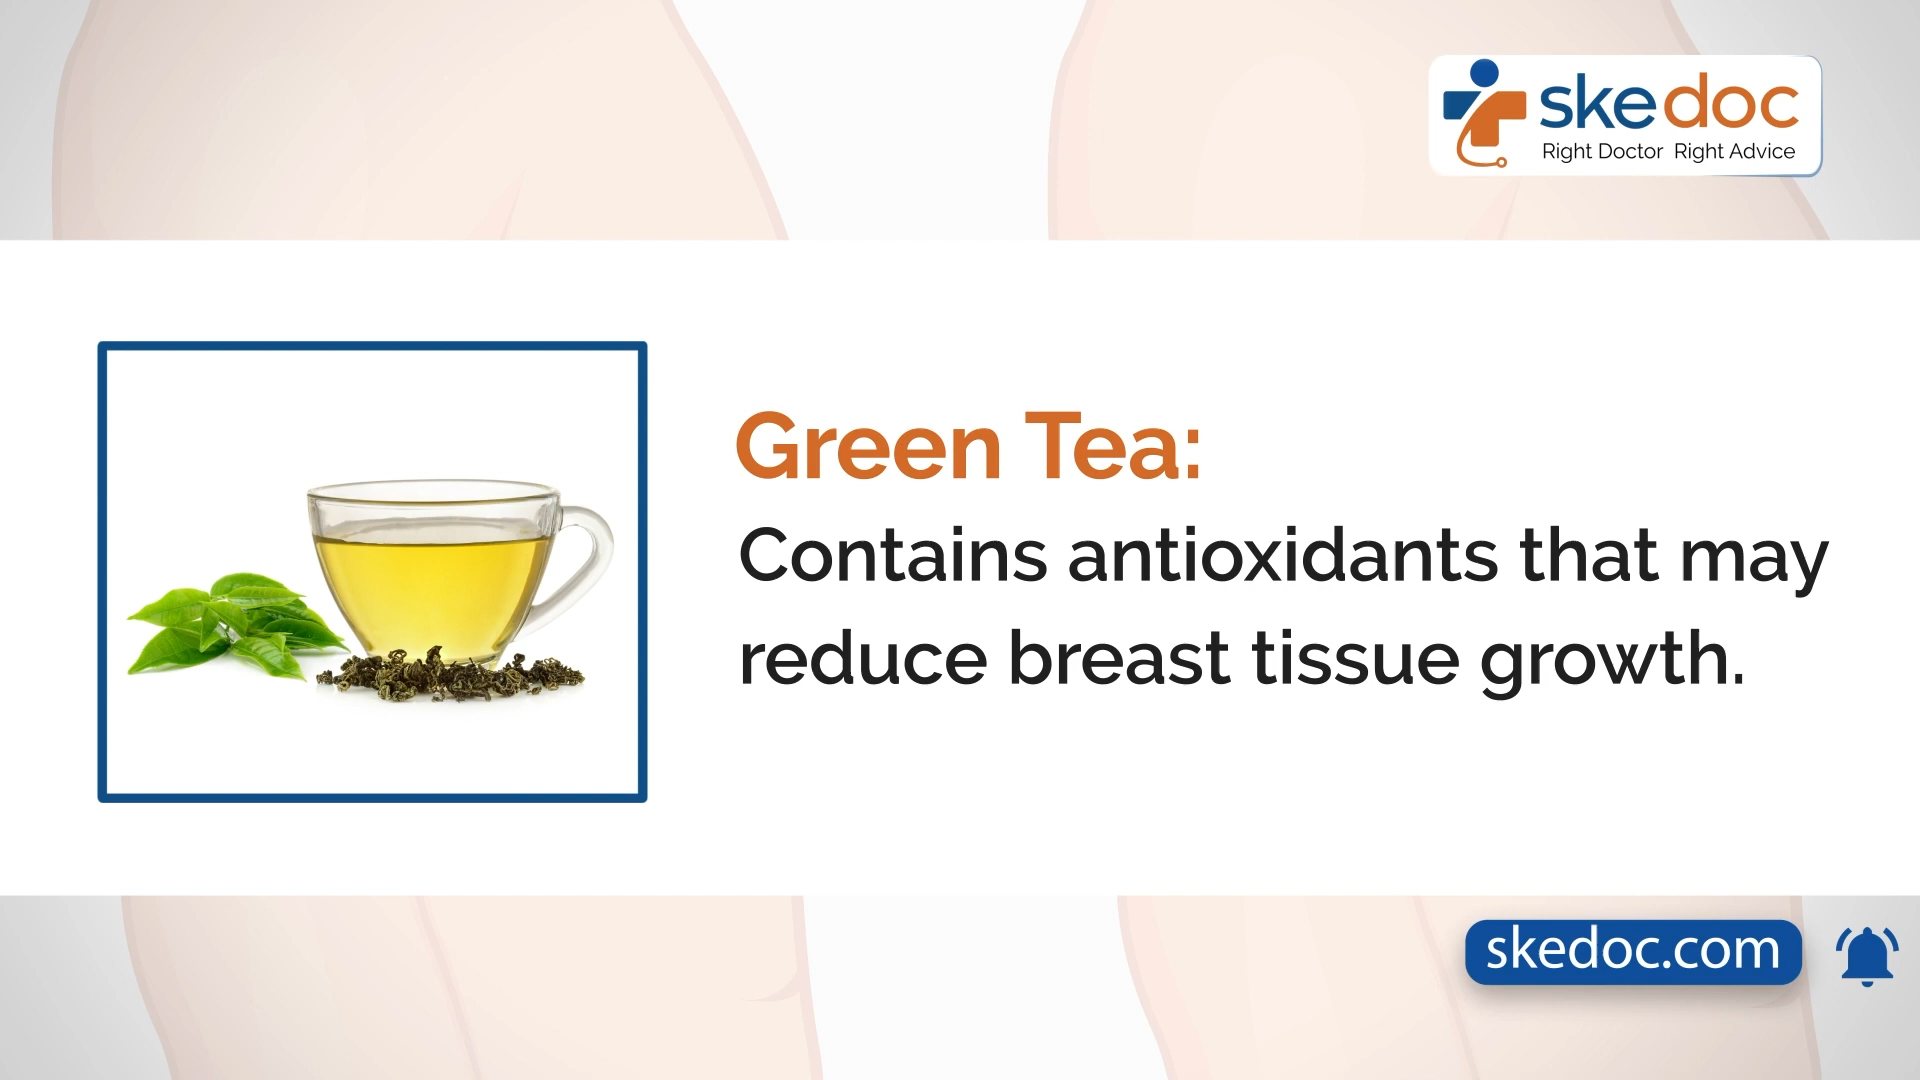 skedoc
Right Doctor Right Advice
Green Tea:
Contains antioxidants that may
reduce breast tissue growth.
skedoc.com